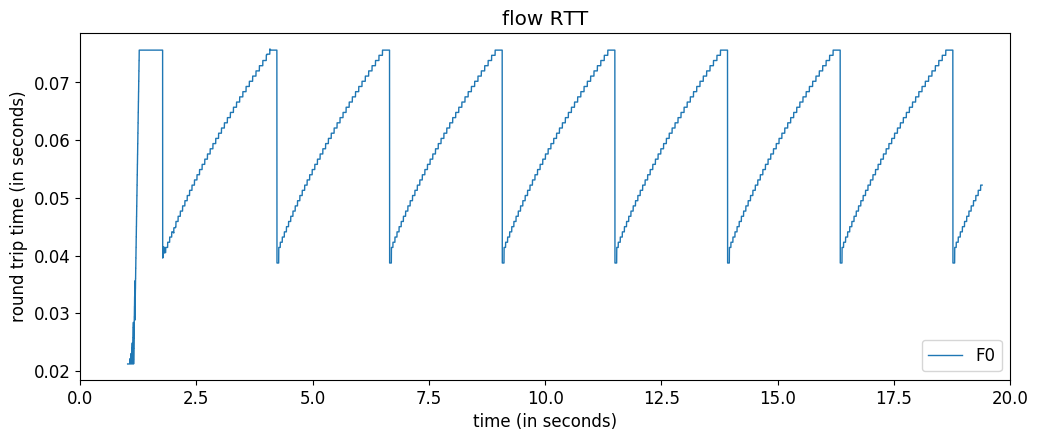 flow RTT
round trip time (in seconds)
0.07
0.06
0.05
0.04
0.03
0.02
F0
0.0 2.5 5.0 7.5 10.0 12.5 15.0 17.5 20.0
time (in seconds)